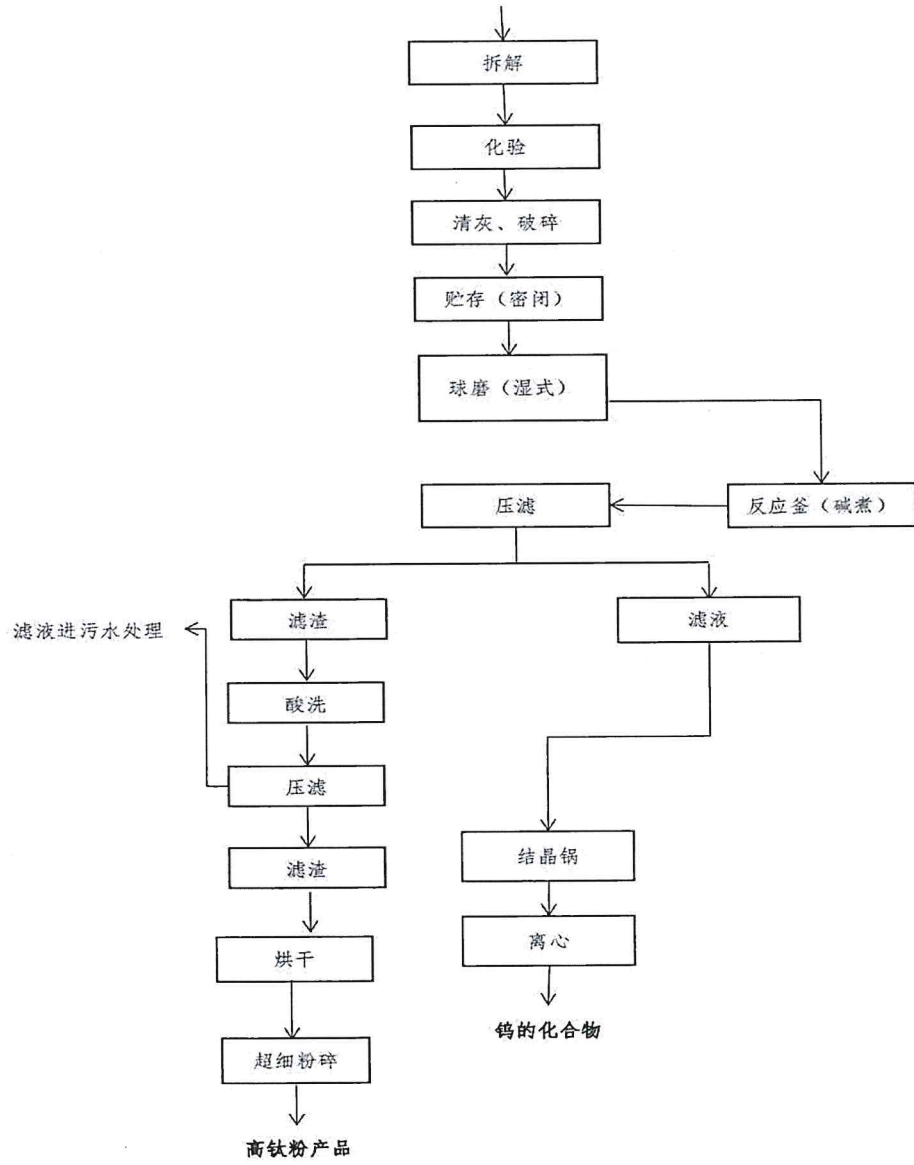 拆解
化验
清灰、破碎
贮存（密闭）
球磨（湿式）
压滤
反应釜（碱煮）
滤渣
滤液
滤液进污水处理
酸洗
压滤
滤渣
结晶锅
烘干
离心
钨的化合物
超细粉碎
高钛粉产品